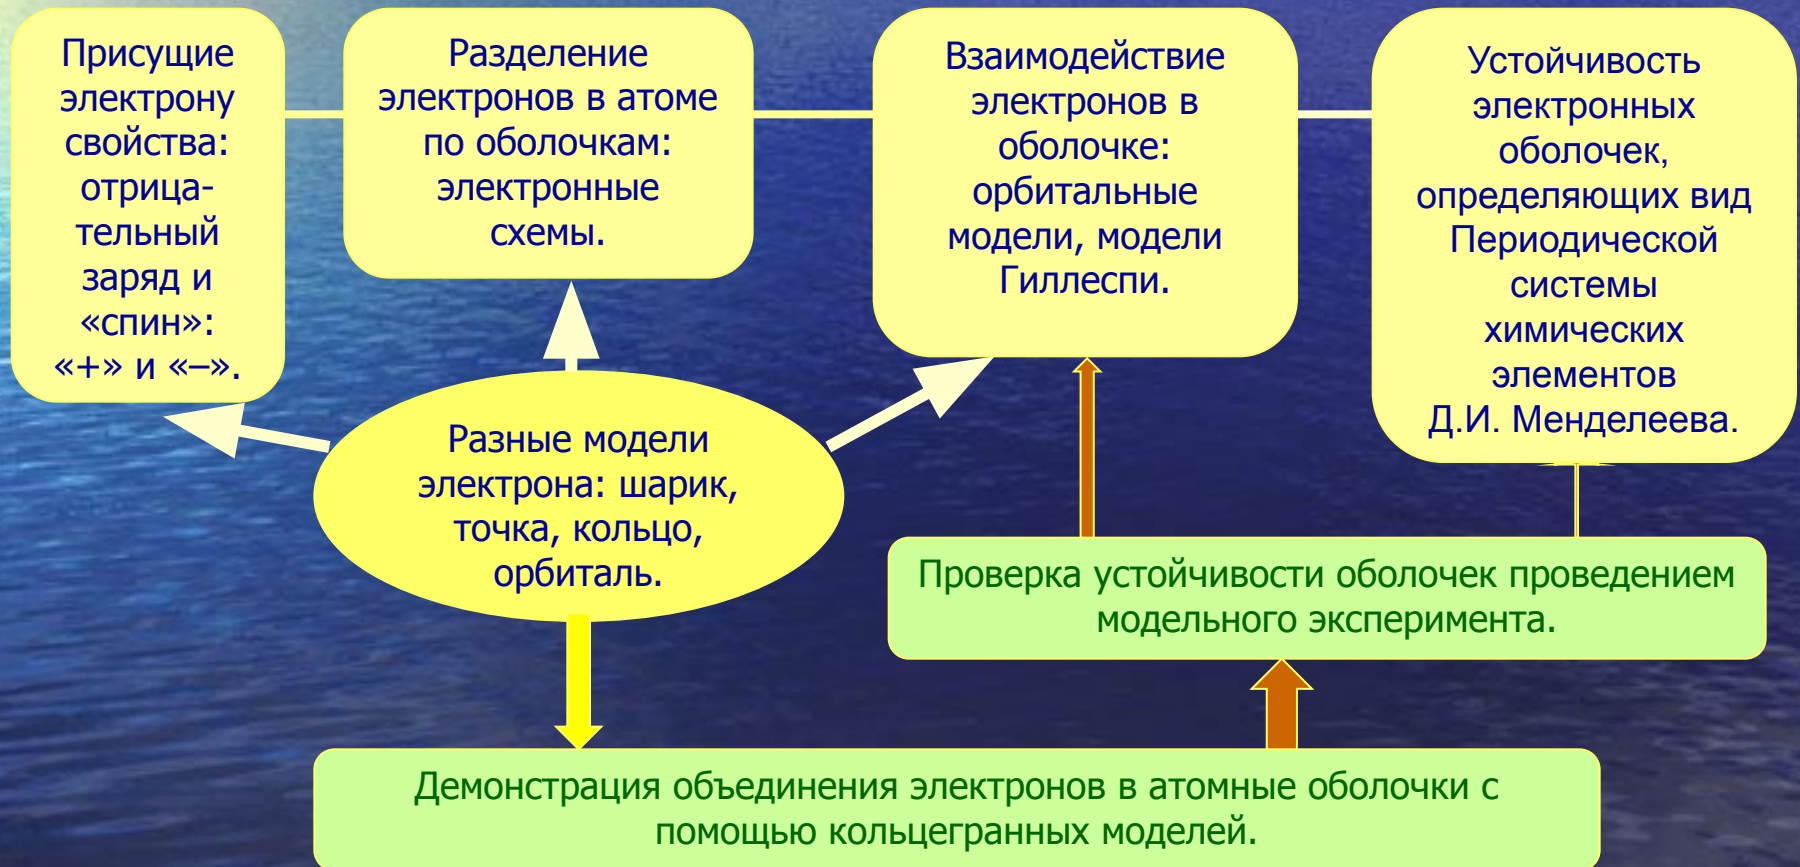 Присущие
электрону
свойства:
отрица-
тельный
заряд и
«спин»:
«+» и «–».
Разделение
электронов в атоме
по оболочкам:
электронные
схемы.
Взаимодействие
электронов в
оболочке:
орбитальные
модели, модели
Гиллеспи.
Устойчивость
электронных
оболочек,
определяющих вид
Периодической
системы
химических
элементов
Д.И. Менделеева.
Разные модели
электрона: шарик,
точка, кольцо,
орбиталь.
Проверка устойчивости оболочек проведением
модельного эксперимента.
Демонстрация объединения электронов в атомные оболочки с
помощью кольцегранных моделей.